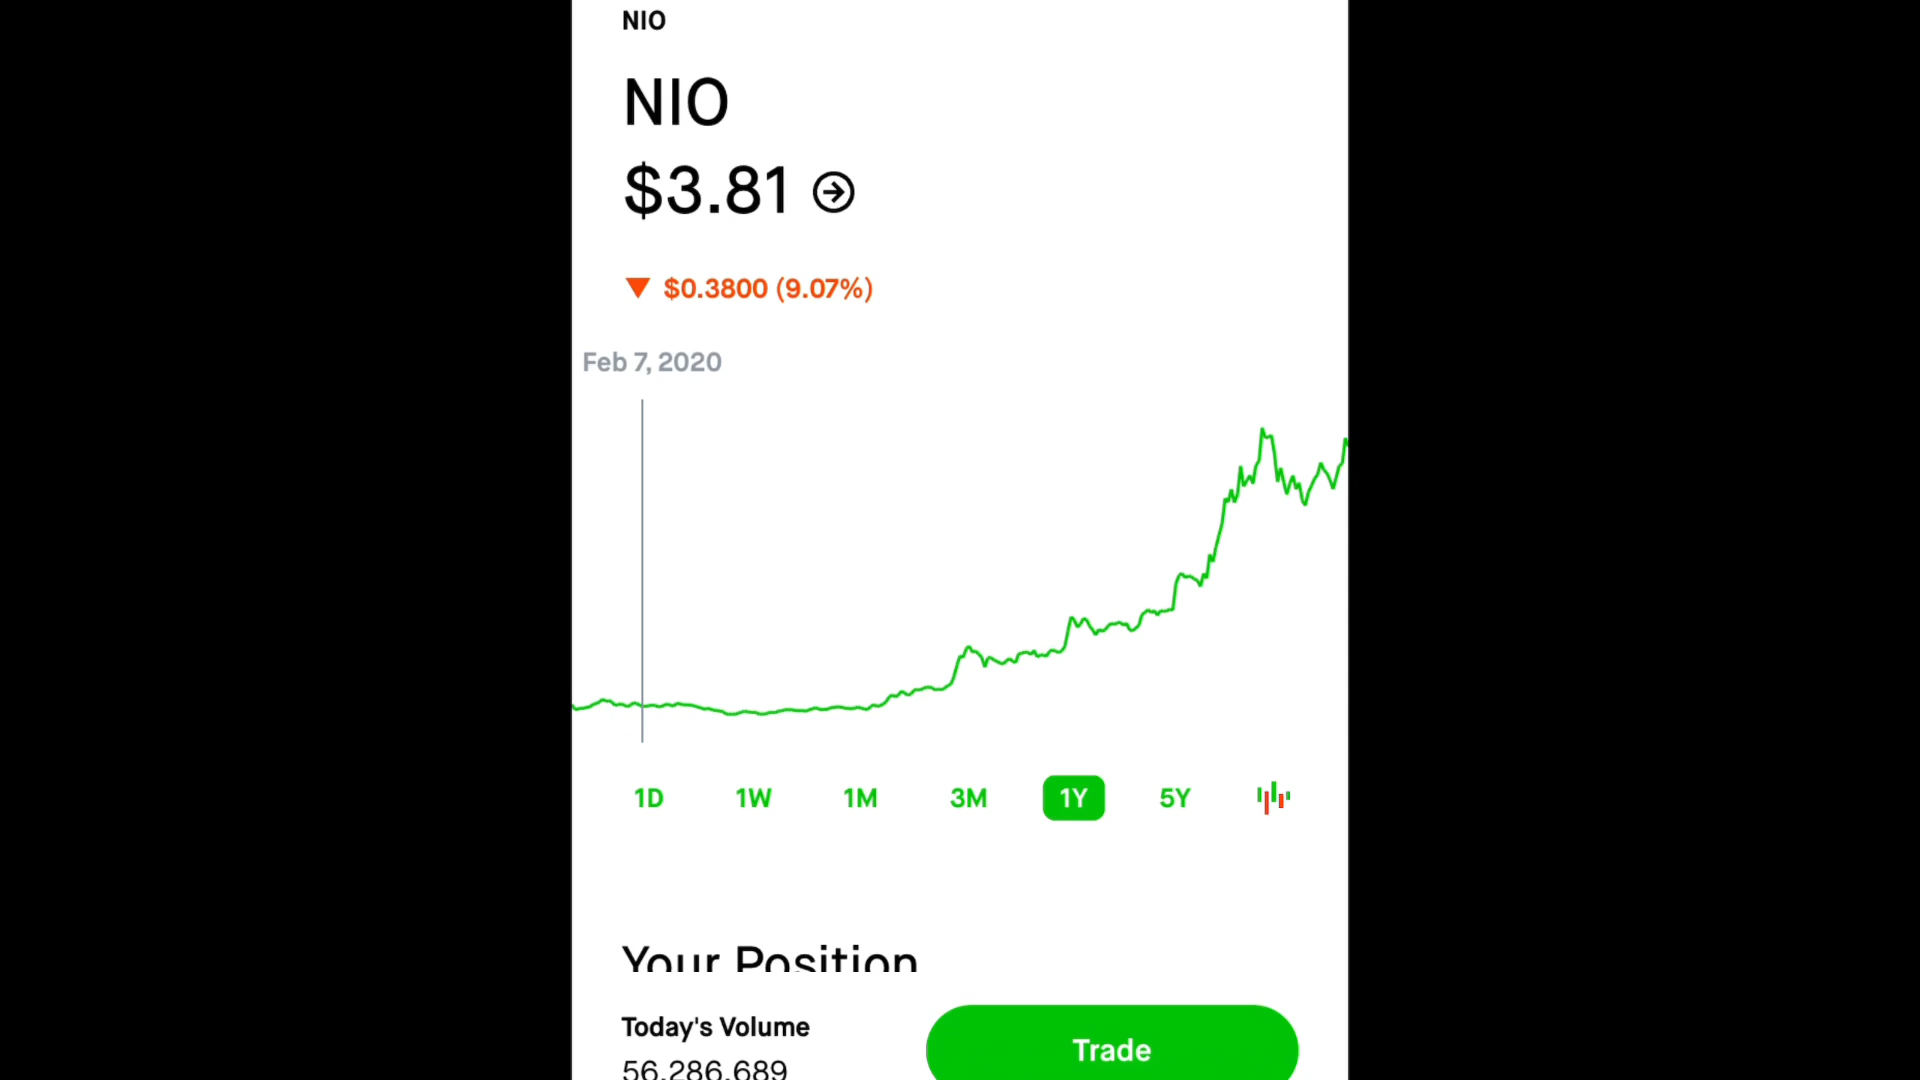 NIO
NIO
$3.81
$0.3800 (9.07%)
Feb 7, 2020
1D 1W 1M 3M 1Y 5Y
Your Position
Today's Volume
56,286,689
Trade